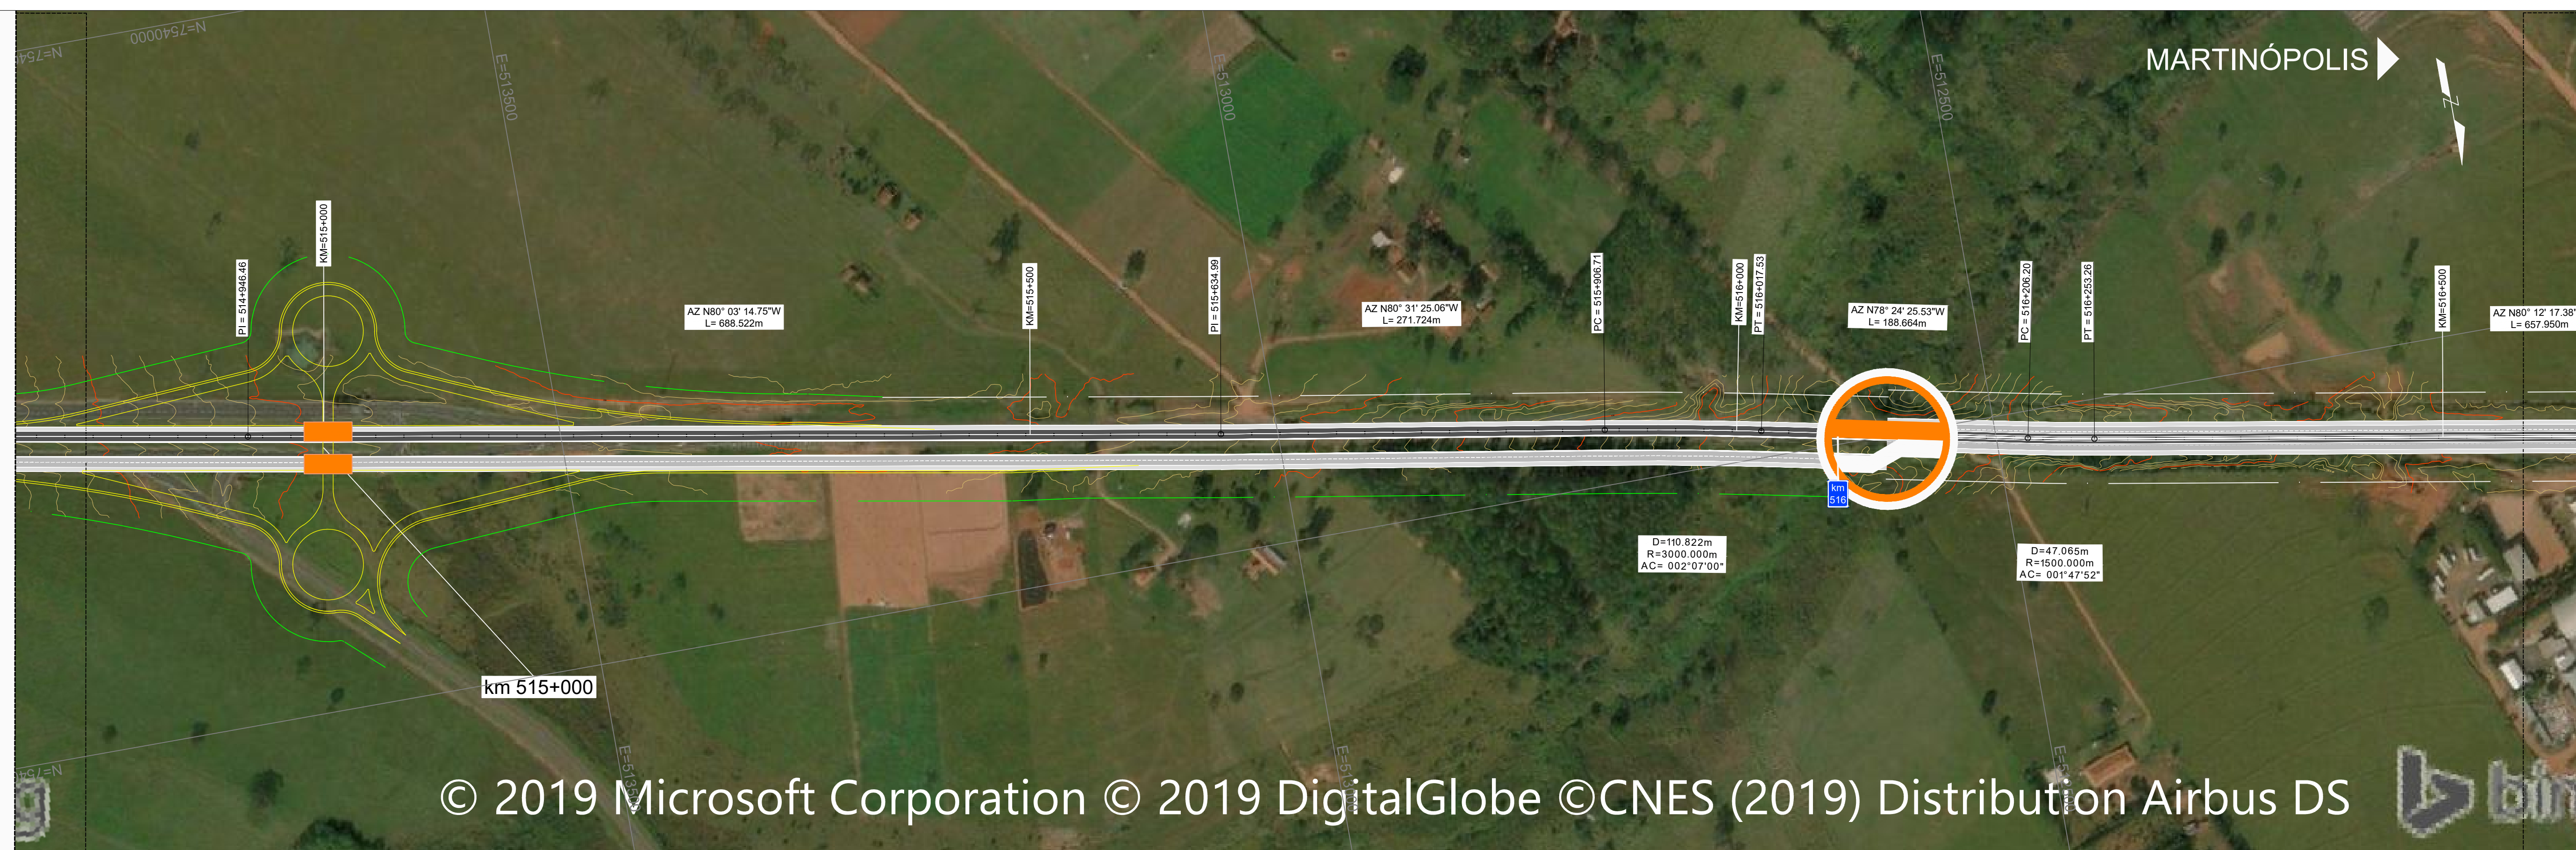 N=7540000
MARTINÓPOLIS
E=513500
E=513000
E=512500
KM=515+000
PI = 514+946.46
KM=515+500
PI = 515+634.99
PC = 515+906.71
KM=516+000
PT = 516+017.53
PC = 516+206.20
PT = 516+253.26
KM=516+500
AZ N80° 03' 14.75"W
L= 688.522m
AZ N80° 31' 25.06"W
L= 271.724m
AZ N78° 24' 25.53"W
L= 188.664m
AZ N80° 12' 17.38"
L= 657.950m
km
516
D=110.822m
R=3000.000m
AC= 002°07'00"
D=47.065m
R=1500.000m
AC= 001°47'52"
km 515+000
© 2019 Microsoft Corporation © 2019 DigitalGlobe ©CNES (2019) Distribution Airbus DS